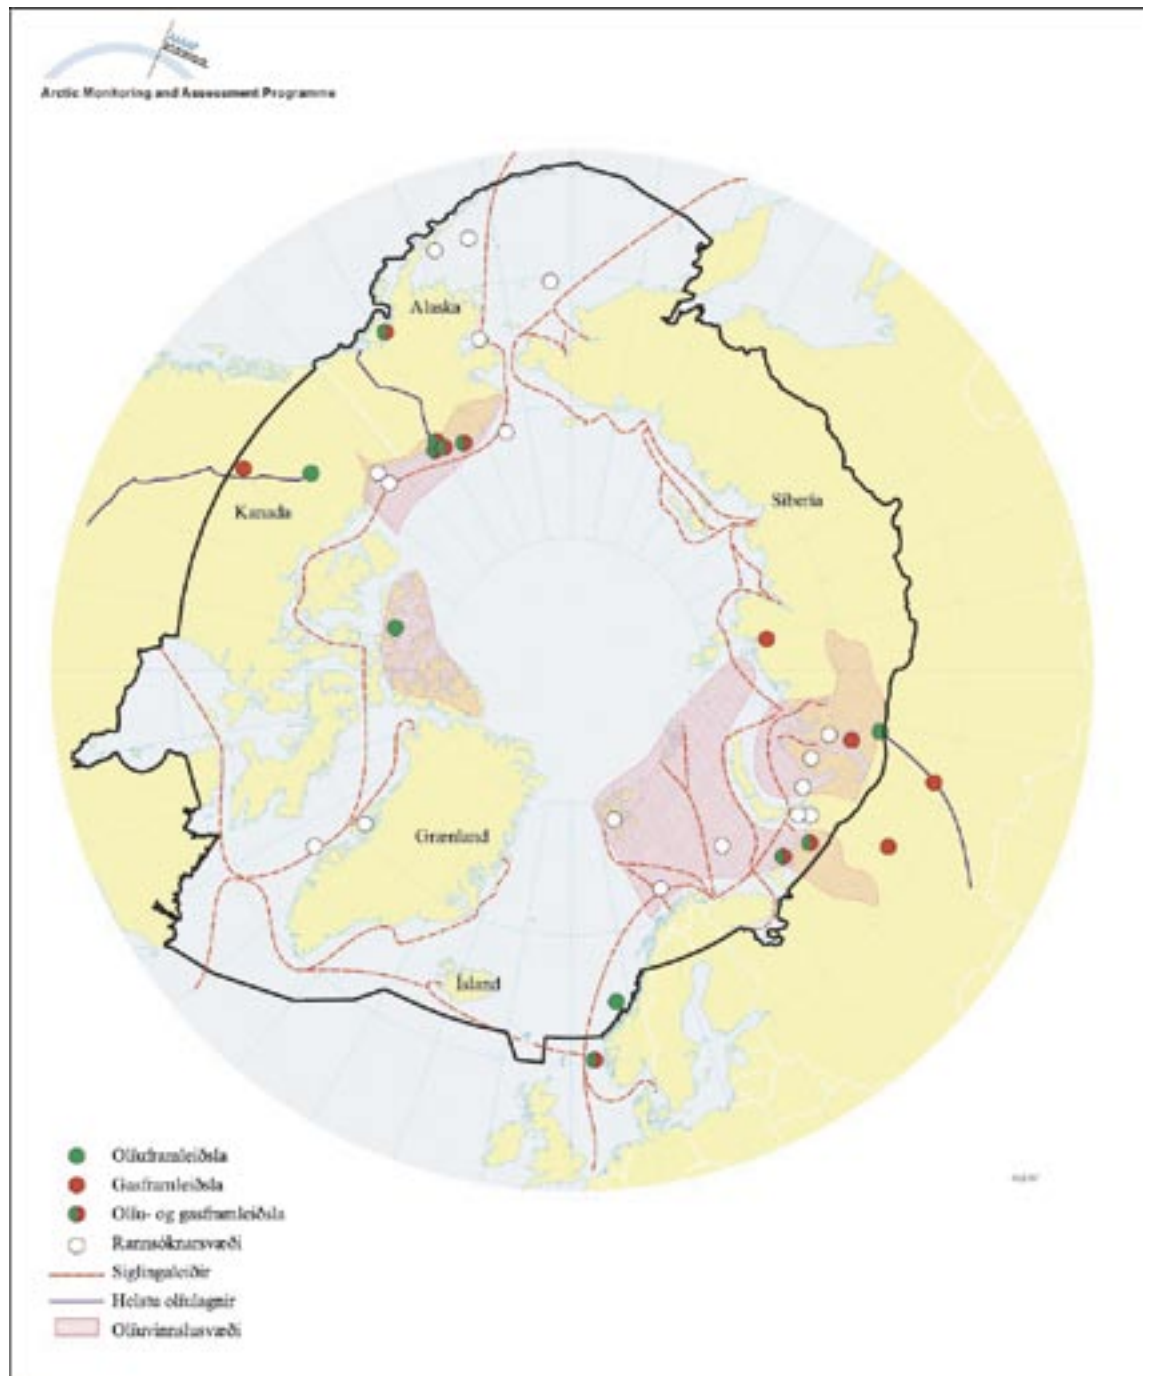 Arctic Monitoring and Assessment Programme
Alaska
Kanada
Síbería
Grænland
Ísland
Olíuframleiðsla
Gasframleiðsla
Olíu- og gasframleiðsla
Rannsóknarsvæði
Siglingaleiðir
Helstu olíulagnir
Olíuvinnslusvæði